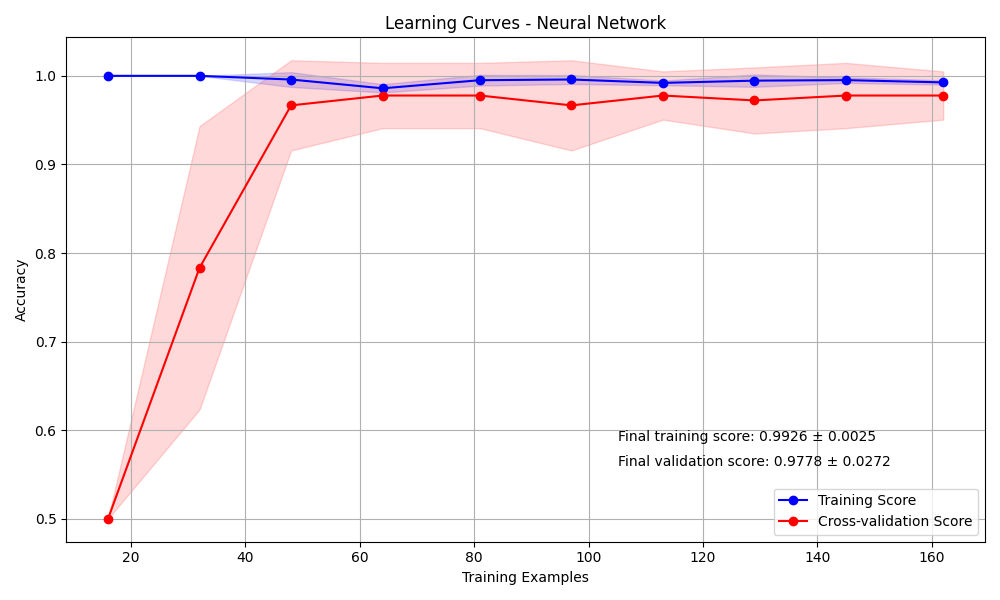 Learning Curves - Neural Network
Accuracy
1.0
0.9
0.8
0.7
0.6
0.5
Final training score: 0.9926 ± 0.0025
Final validation score: 0.9778 ± 0.0272
Training Score
Cross-validation Score
20 40 60 80 100 120 140 160
Training Examples